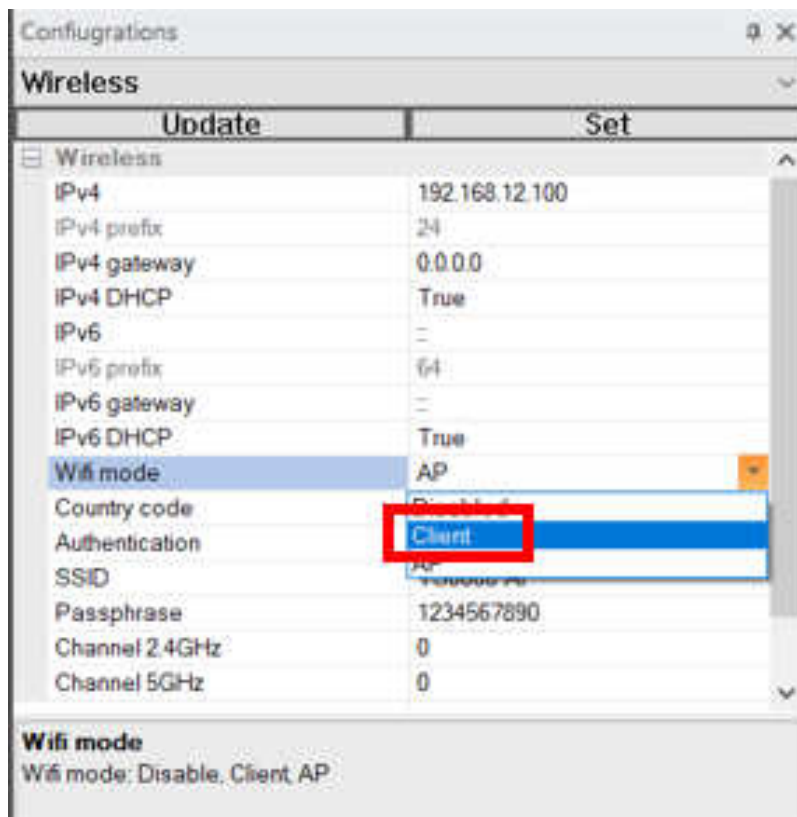 Confiugrations
Wireless
Update Set
Wireless
IPv4 192.168.12.100
IPv4 prefix 24
IPv4 gateway 0.0.0.0
IPv4 DHCP True
IPv6 ::
IPv6 prefix 64
IPv6 gateway ::
IPv6 DHCP True
Wifi mode AP
Country code Disabled
Authentication Client
AP
SSID
Passphrase 1234567890
Channel 2.4GHz 0
Channel 5GHz 0
Wifi mode
Wifi mode: Disable, Client, AP